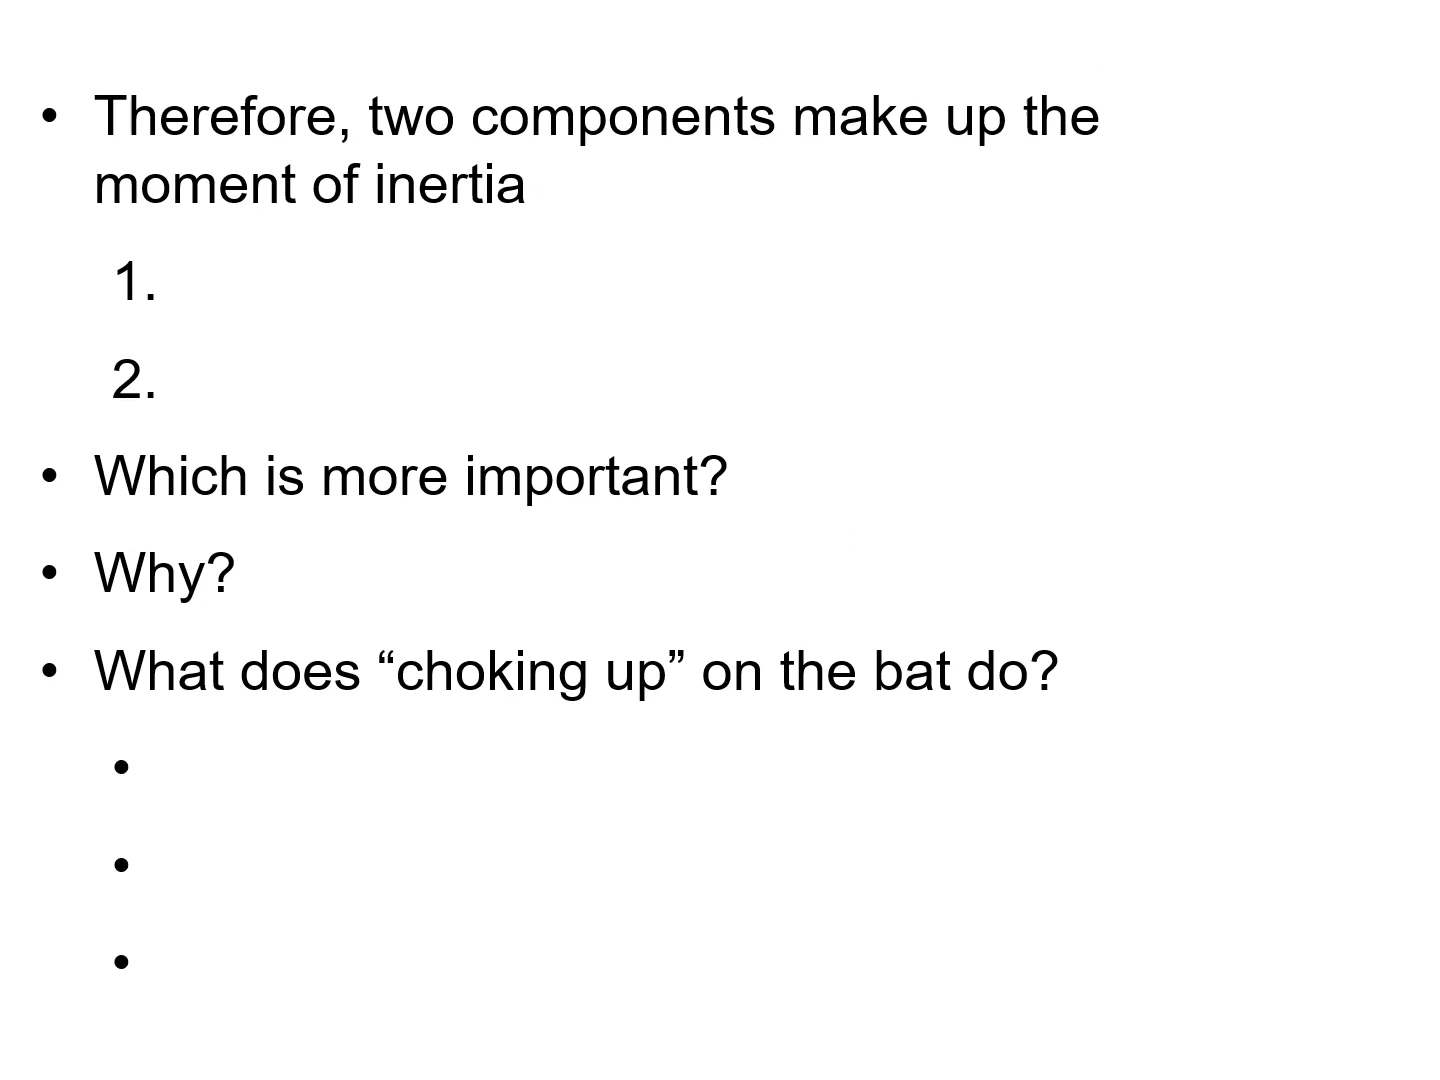 • Therefore, two components make up the
moment of inertia
1.
2.
• Which is more important?
• Why?
• What does “choking up” on the bat do?
•
•
•